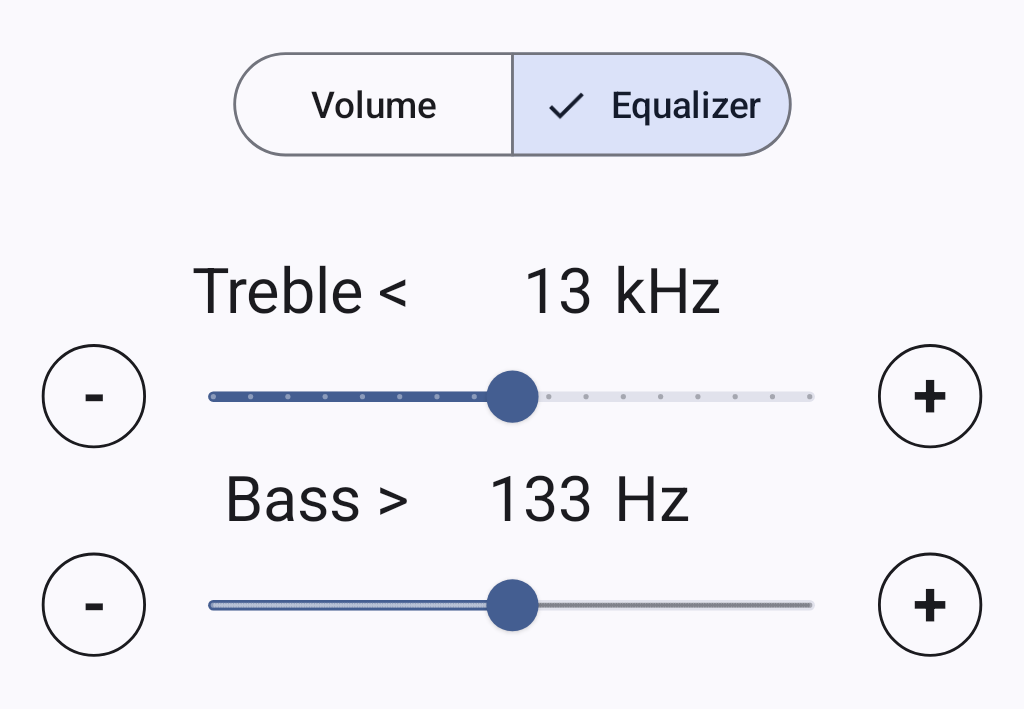 Volume Equalizer
Treble < 13 kHz
- +
Bass > 133 Hz
- +